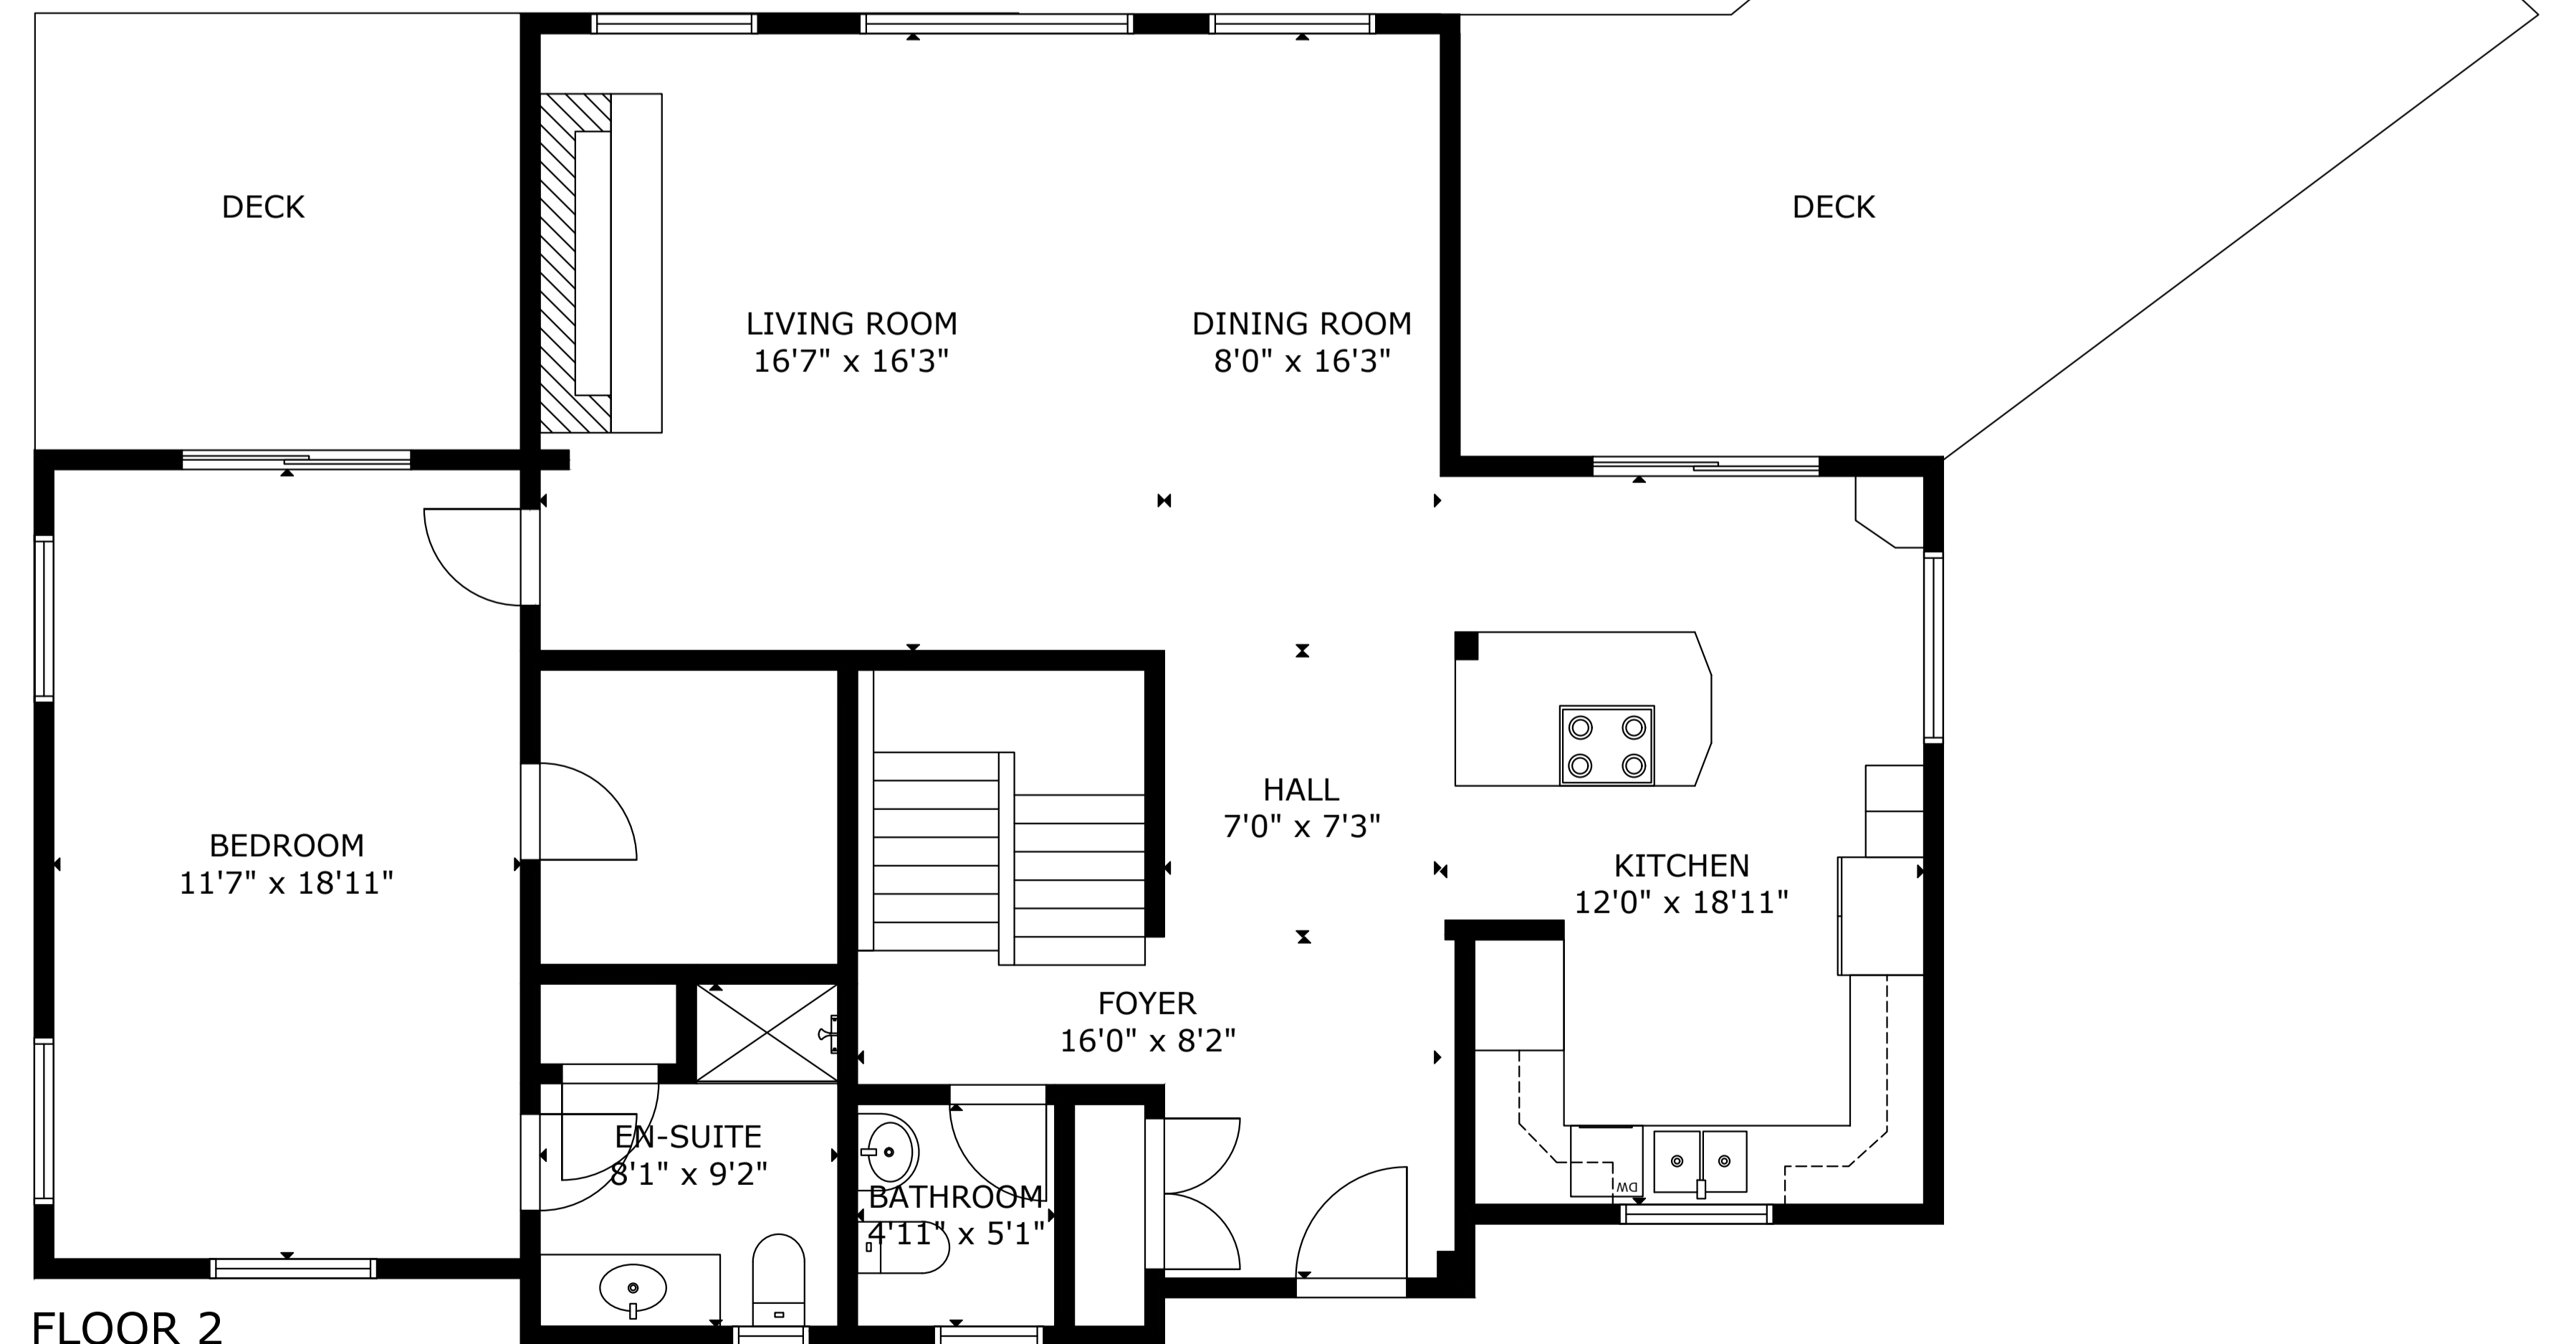 DECK
DECK
LIVING ROOM
16'7" x 16'3"
DINING ROOM
8'0" x 16'3"
HALL
7'0" x 7'3"
BEDROOM
11'7" x 18'11"
KITCHEN
12'0" x 18'11"
FOYER
16'0" x 8'2"
EN-SUITE
8'1" x 9'2"
BATHROOM
4'11" x 5'1"
DW
FLOOR 2